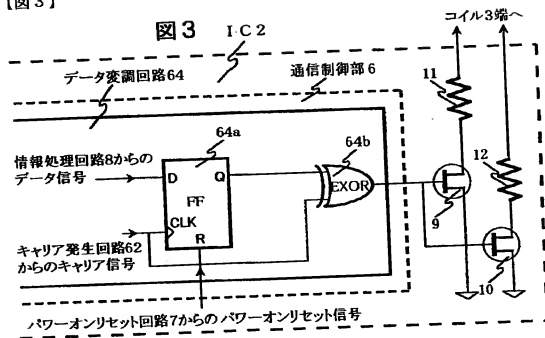 【図3】
図3
IC2
コイル3端へ
データ変調回路64
通信制御部6
11
64a
64b
情報処理回路8からの
データ信号
D
Q
FF
EXOR
12
CLK
9
キャリア発生回路62
からのキャリア信号
R
10
パワーオンリセット回路7からのパワーオンリセット信号